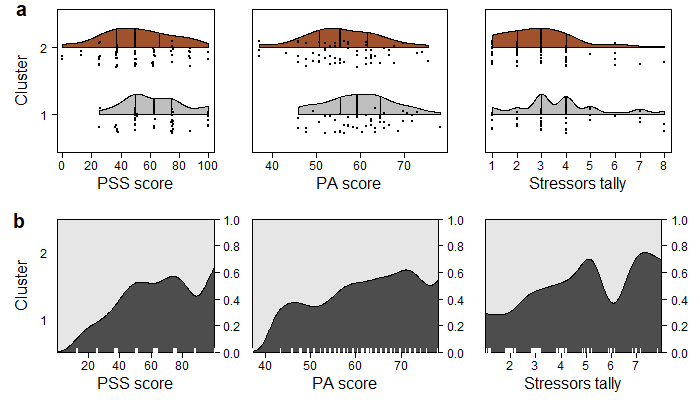 a
Cluster
2
1
0 20 40 60 80 100
PSS score
40 50 60 70
PA score
1 2 3 4 5 6 7 8
Stressors tally
b
Cluster
2
1
1.0
0.8
0.6
0.4
0.2
0.0
20 40 60 80
PSS score
1.0
0.8
0.6
0.4
0.2
0.0
40 50 60 70
PA score
1.0
0.8
0.6
0.4
0.2
0.0
2 3 4 5 6 7
Stressors tally